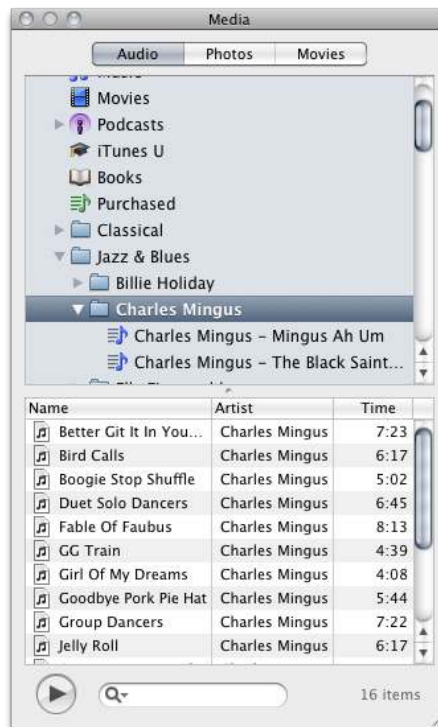 Media
Audio Photos Movies
Movies
Podcasts
iTunes U
Books
Purchased
Classical
Jazz & Blues
Billie Holiday
Charles Mingus
Charles Mingus – Mingus Ah Um
Charles Mingus – The Black Saint...
Name Artist Time
Better Git It In You... Charles Mingus 7:23
Bird Calls Charles Mingus 6:17
Boogie Stop Shuffle Charles Mingus 5:02
Duet Solo Dancers Charles Mingus 6:45
Fable Of Faubus Charles Mingus 8:13
GG Train Charles Mingus 4:39
Girl Of My Dreams Charles Mingus 4:08
Goodbye Pork Pie Hat Charles Mingus 5:44
Group Dancers Charles Mingus 7:22
Jelly Roll Charles Mingus 6:17
16 items